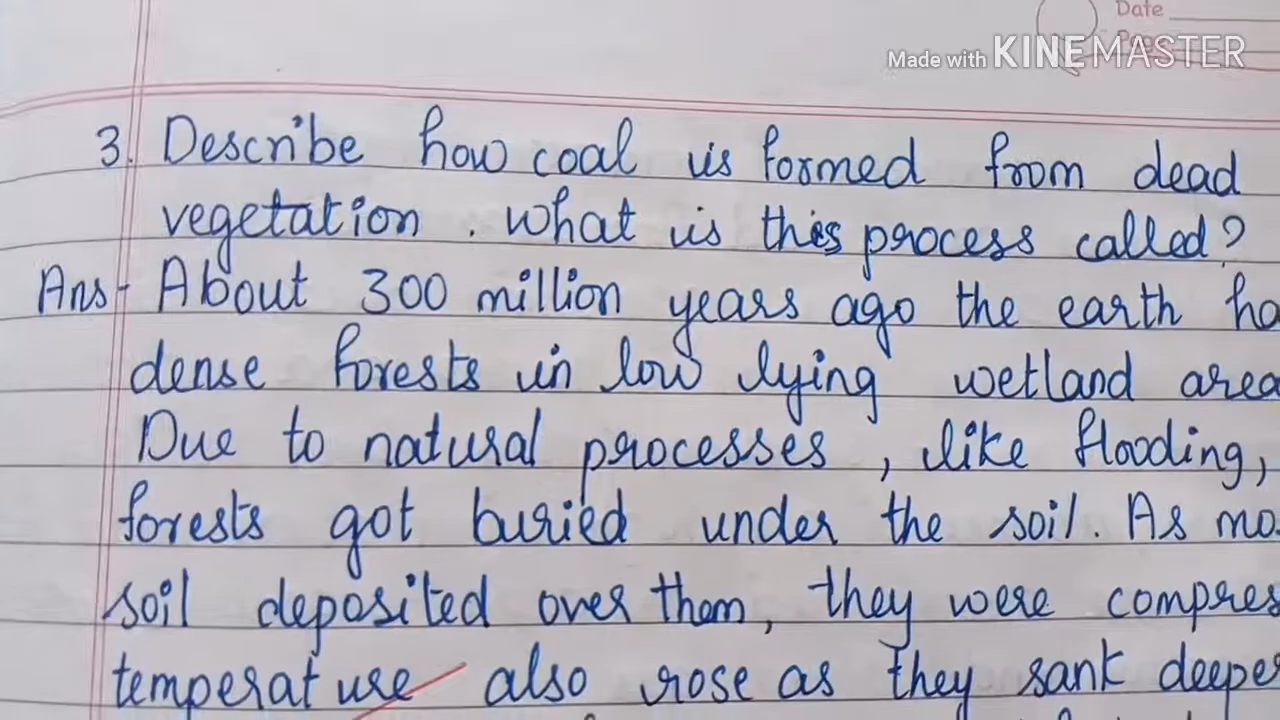 Date
Page
Made with KINEMASTER
3. Describe how coal is formed from dead
vegetation. What is this process called?
Ans- About 300 million years ago the earth ha
dense forests in low lying wetland area
Due to natural processes, like flooding,
forests got buried under the soil. As mo
soil deposited over them, they were compres
temperature also rose as they sank deepe